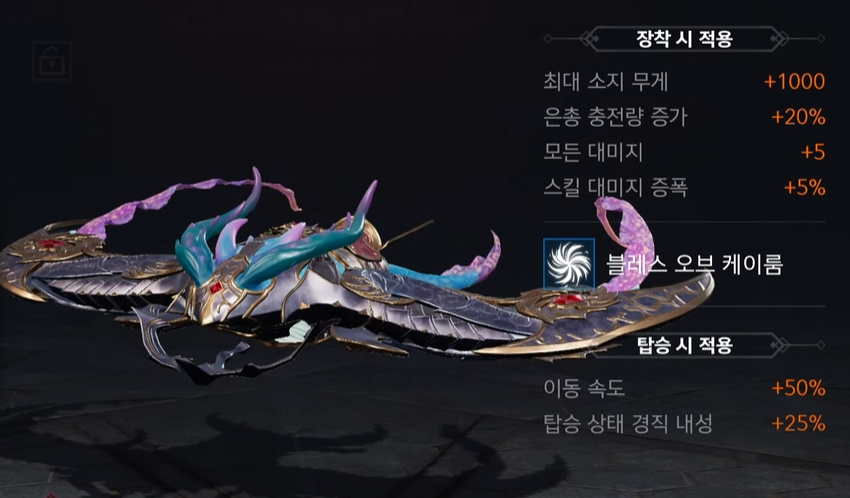 장착 시 적용
최대 소지 무게 +1000
은총 충전량 증가 +20%
모든 대미지 +5
스킬 대미지 증폭 +5%
블레스 오브 케이룸
탑승 시 적용
이동 속도 +50%
탑승 상태 경직 내성 +25%